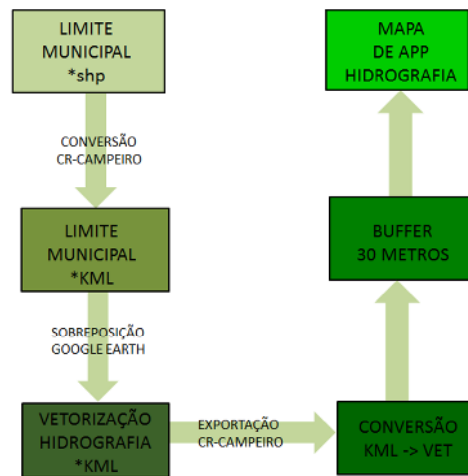 LIMITE
MUNICIPAL
*shp
CONVERSÃO
CR-CAMPEIRO
LIMITE
MUNICIPAL
*KML
SOBREPOSIÇÃO
GOOGLE EARTH
VETORIZAÇÃO
HIDROGRAFIA
*KML
EXPORTAÇÃO
CR-CAMPEIRO
CONVERSÃO
KML -> VET
BUFFER
30 METROS
MAPA
DE APP
HIDROGRAFIA